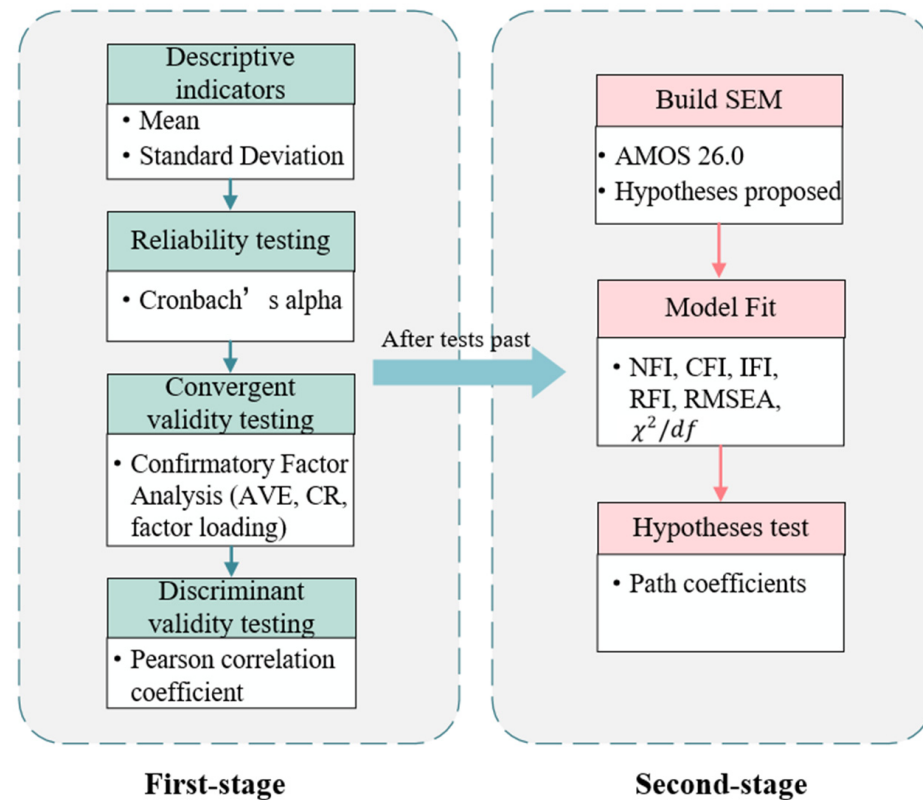 Descriptive
indicators
• Mean
• Standard Deviation
Reliability testing
• Cronbach’ s alpha
Convergent
validity testing
• Confirmatory Factor
Analysis (AVE, CR,
factor loading)
Discriminant
validity testing
• Pearson correlation
coefficient
First-stage
After tests past
Build SEM
• AMOS 26.0
• Hypotheses proposed
Model Fit
• NFI, CFI, IFI,
RFI, RMSEA,
χ²/df
Hypotheses test
• Path coefficients
Second-stage